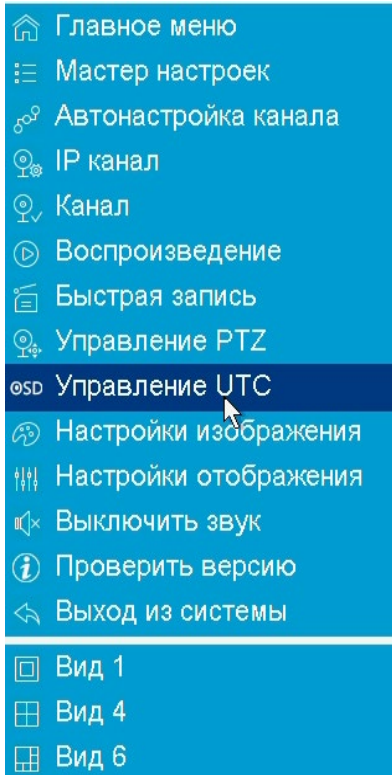 Главное меню
Мастер настроек
Автонастройка канала
IP канал
Канал
Воспроизведение
Быстрая запись
Управление PTZ
OSD Управление UTC
Настройки изображения
Настройки отображения
Выключить звук
Проверить версию
Выход из системы
Вид 1
Вид 4
Вид 6